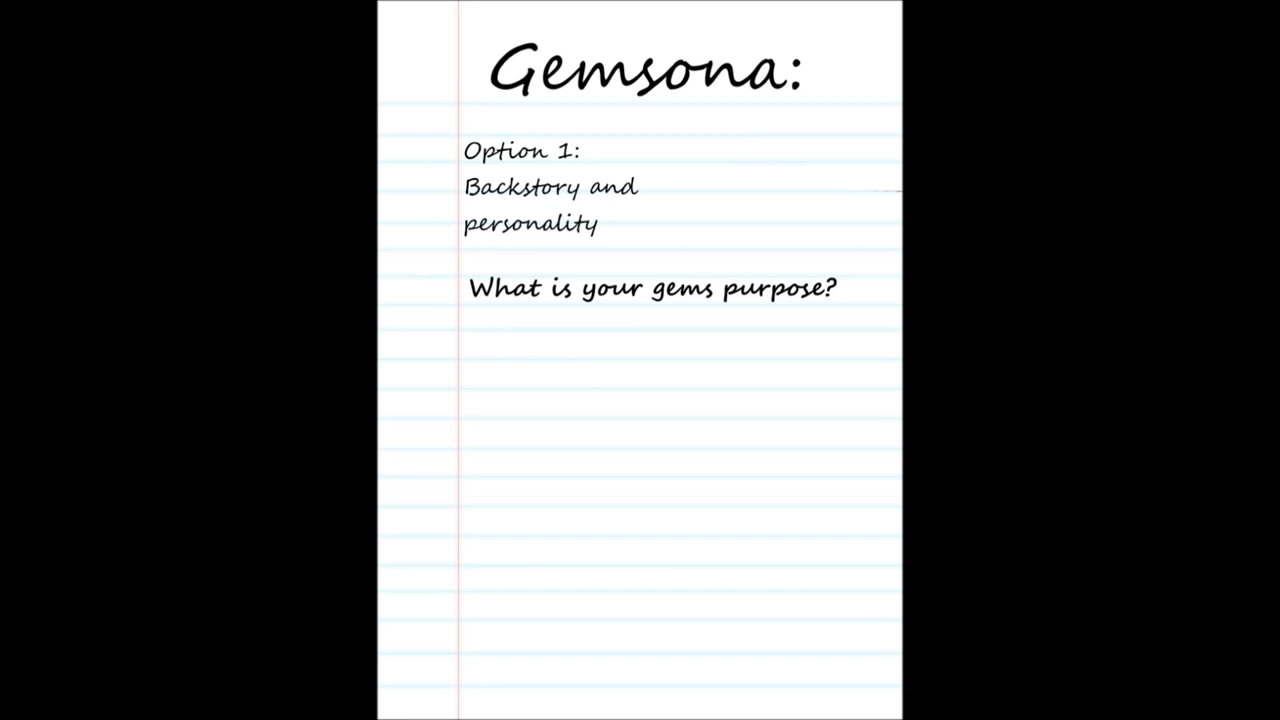 Gemsona:
Option 1:
Backstory and
personality
What is your gems purpose?